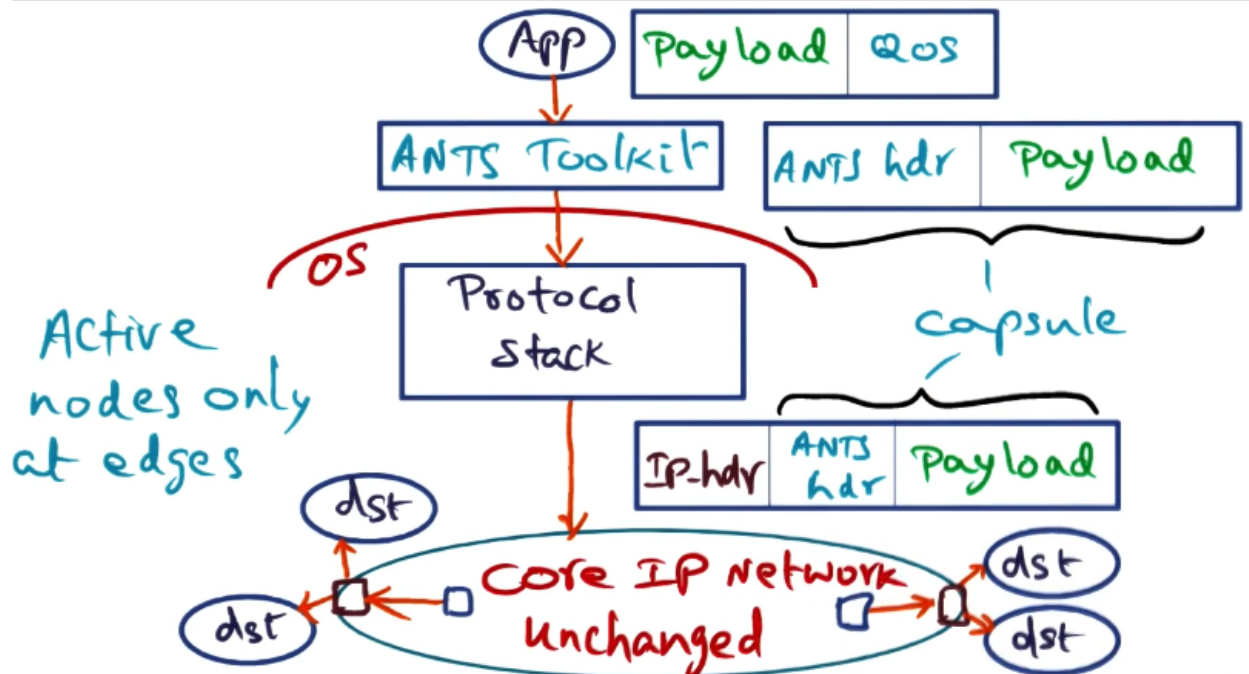 App
Payload QoS
ANTS Toolkit
ANTS hdr Payload
OS
Protocol
Stack
capsule
Active
nodes only
at edges
IP-hdr ANTS
hdr Payload
dst
dst
Core IP Network
Unchanged
dst
dst